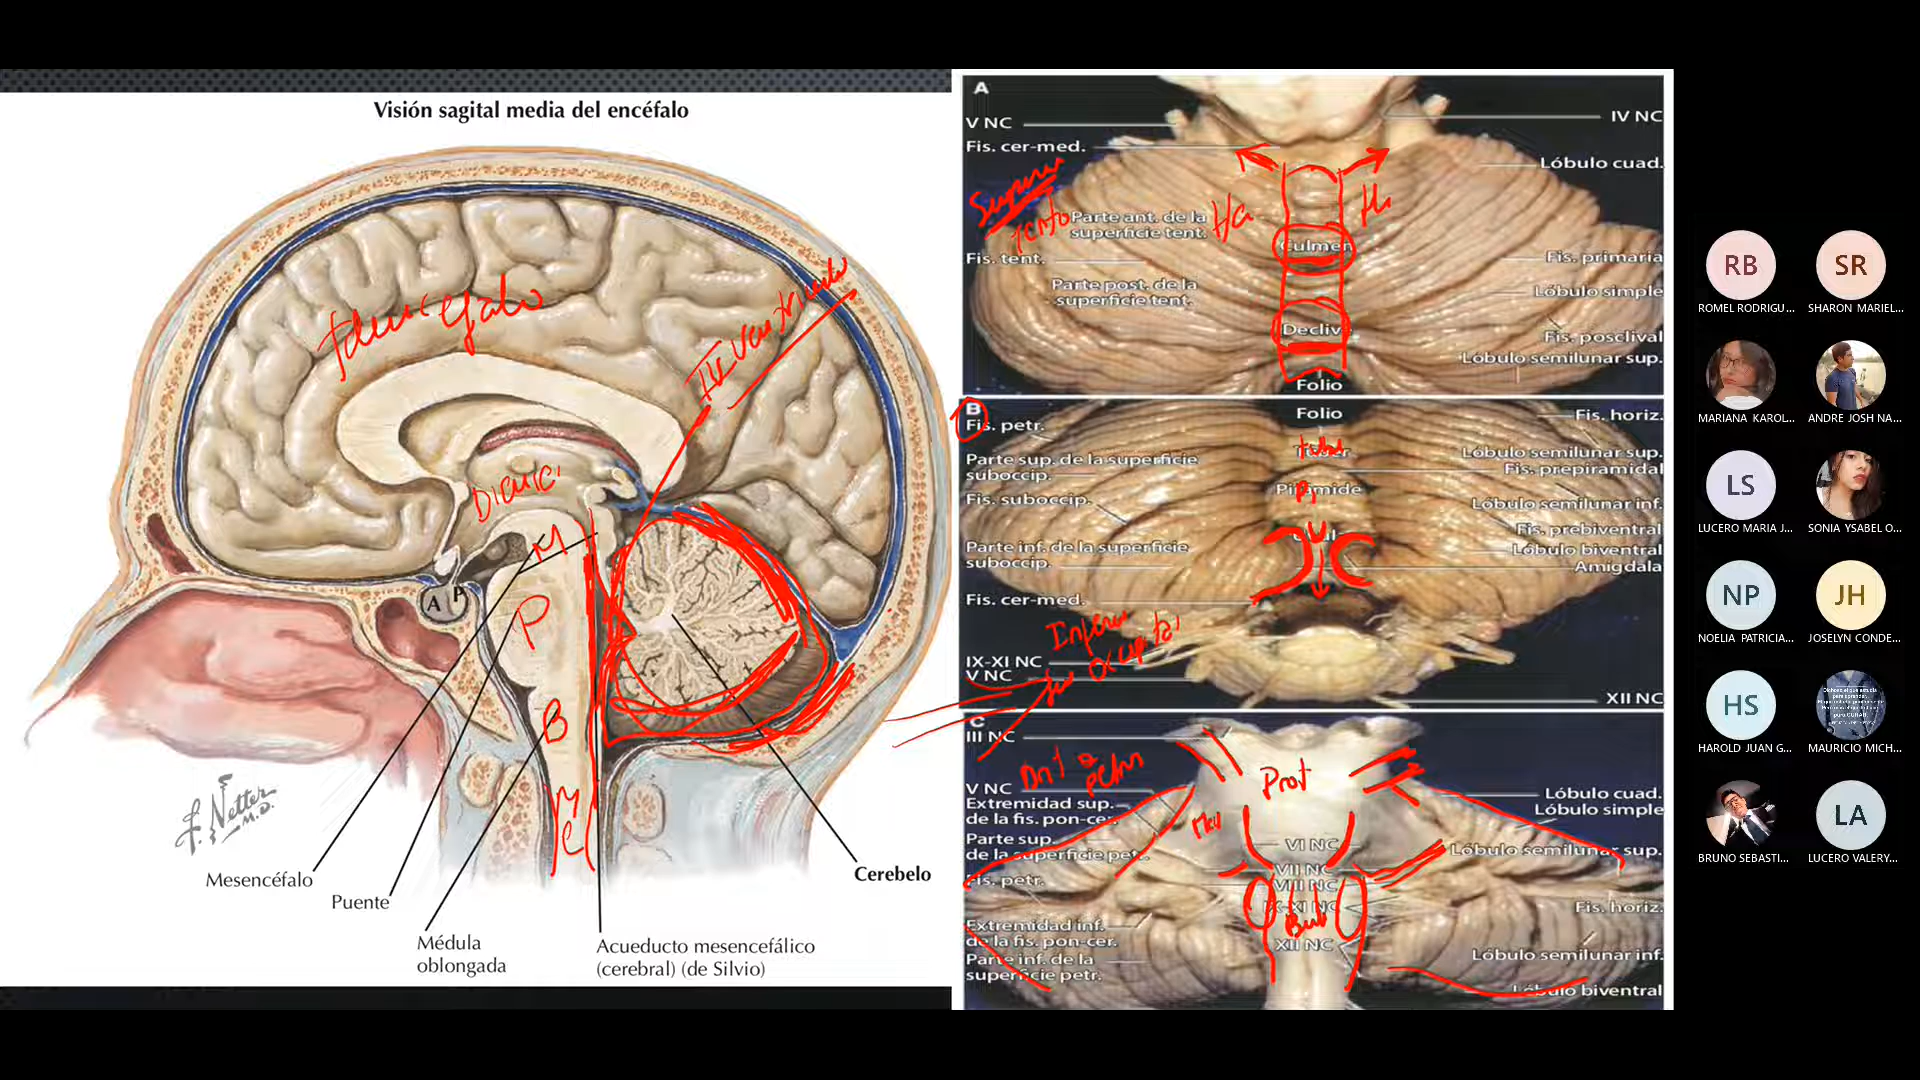 Visión sagital media del encéfalo
IV ventriculo
Dience
M
A P
P
B
M
E
F. Netter
M.D.
Mesencéfalo
Puente
Médula
oblongada
Acueducto mesencefálico
(cerebral) (de Silvio)
Cerebelo
A
V NC
IV NC
Fis. cer-med.
Lóbulo cuad.
Tento
Parte ant. de la
superficie tent.
Culmen
Fis. tent.
Fis. primaria
Parte post. de la
superficie tent.
Lóbulo simple
Declive
Fis. posclival
Lóbulo semilunar sup.
Folio
B
Folio
Fis. horiz.
Fis. petr.
Parte sup. de la superficie
suboccip.
Lóbulo semilunar sup.
Fis. prepiramidal
Pirámide
Fis. suboccip.
Lóbulo semilunar inf.
Fis. prebiventral
Parte inf. de la superficie
suboccip.
Lóbulo biventral
Amigdala
Fis. cer-med.
IX-XI NC
V NC
XII NC
C
III NC
Prot
V NC
Extremidad sup.
de la fis. pon-cer.
Lóbulo cuad.
Lóbulo simple
Parte sup.
de la superficie pet.
VI NC
Lóbulo semilunar sup.
VII NC
VIII NC
Fis. petr.
IX-XI NC
Fis. horiz.
Bul
Extremidad inf.
de la fis. pon-cer.
XII NC
Parte inf. de la
superficie petr.
Lóbulo semilunar inf.
Lóbulo biventral
RB
SR
ROMEL RODRIGU...
SHARON MARIEL...
MARIANA KAROL...
ANDRE JOSH NA...
LS
LUCERO MARIA J...
SONIA YSABEL O...
NP
JH
NOELIA PATRICIA...
JOSELYN CONDE...
HS
HAROLD JUAN G...
MAURICIO MICH...
LA
BRUNO SEBASTI...
LUCERO VALERY...